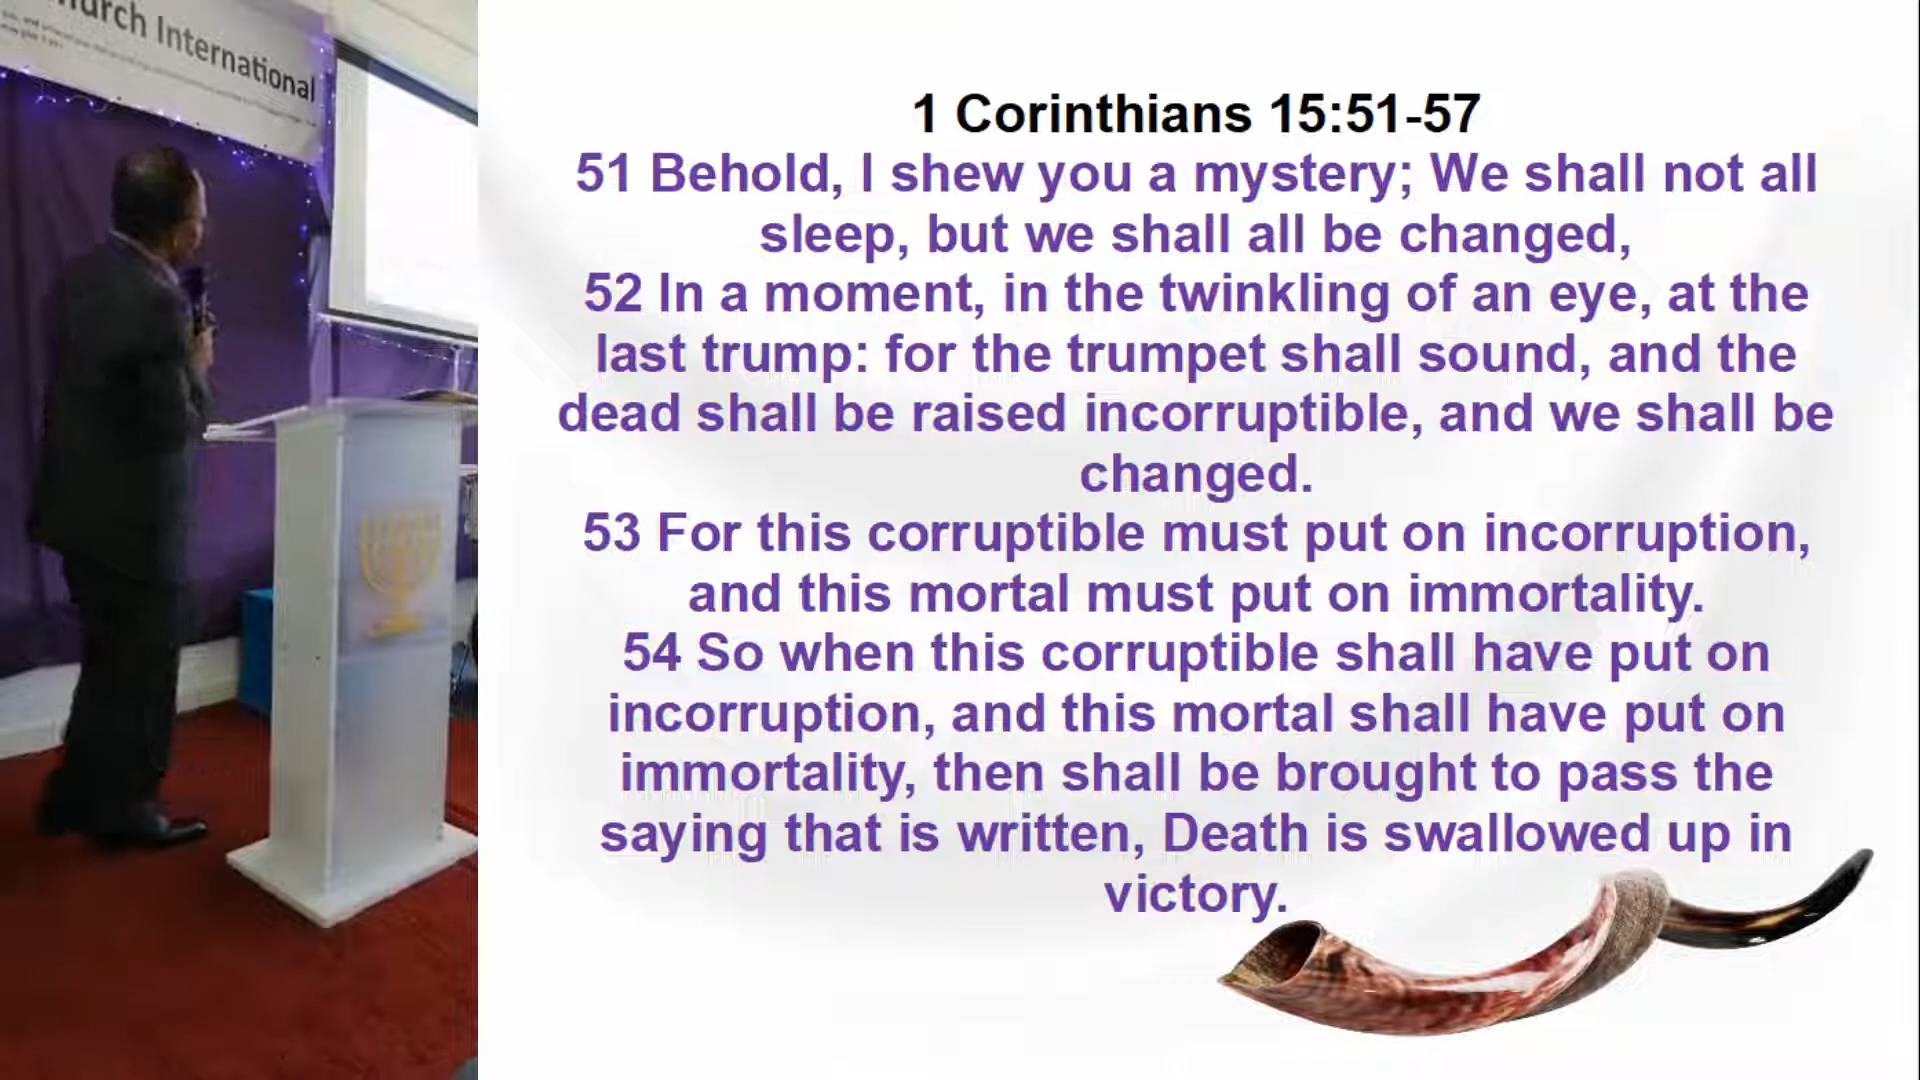 hurch International
1 Corinthians 15:51-57
51 Behold, I shew you a mystery; We shall not all
sleep, but we shall all be changed,
52 In a moment, in the twinkling of an eye, at the
last trump: for the trumpet shall sound, and the
dead shall be raised incorruptible, and we shall be
changed.
53 For this corruptible must put on incorruption,
and this mortal must put on immortality.
54 So when this corruptible shall have put on
incorruption, and this mortal shall have put on
immortality, then shall be brought to pass the
saying that is written, Death is swallowed up in
victory.